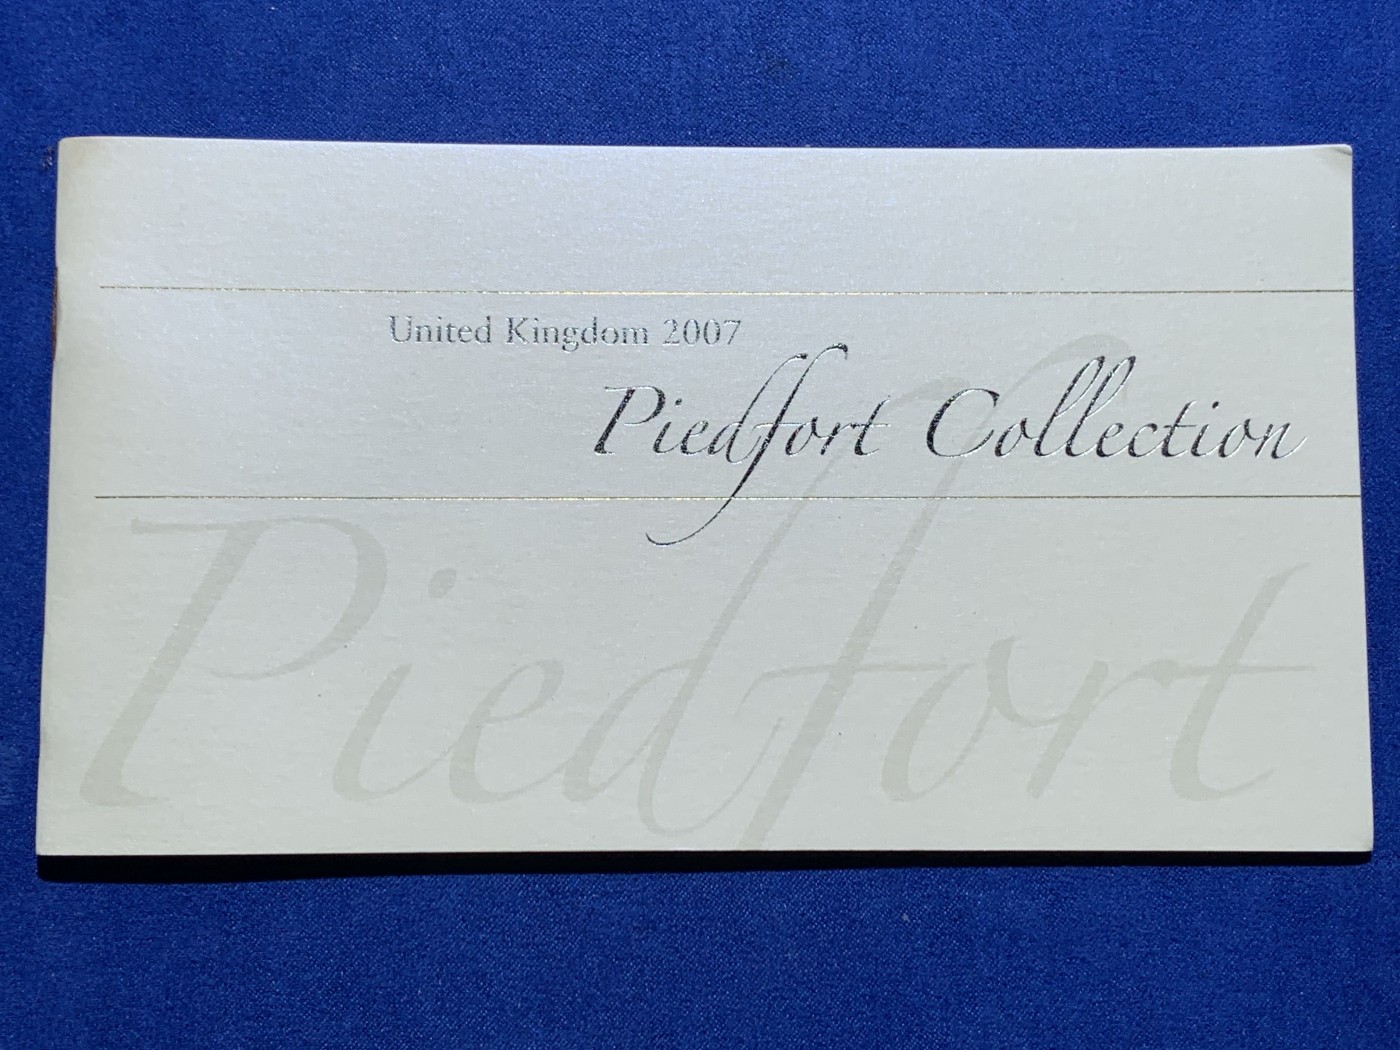 United Kingdom 2007
Piedfort Collection
Piedfort